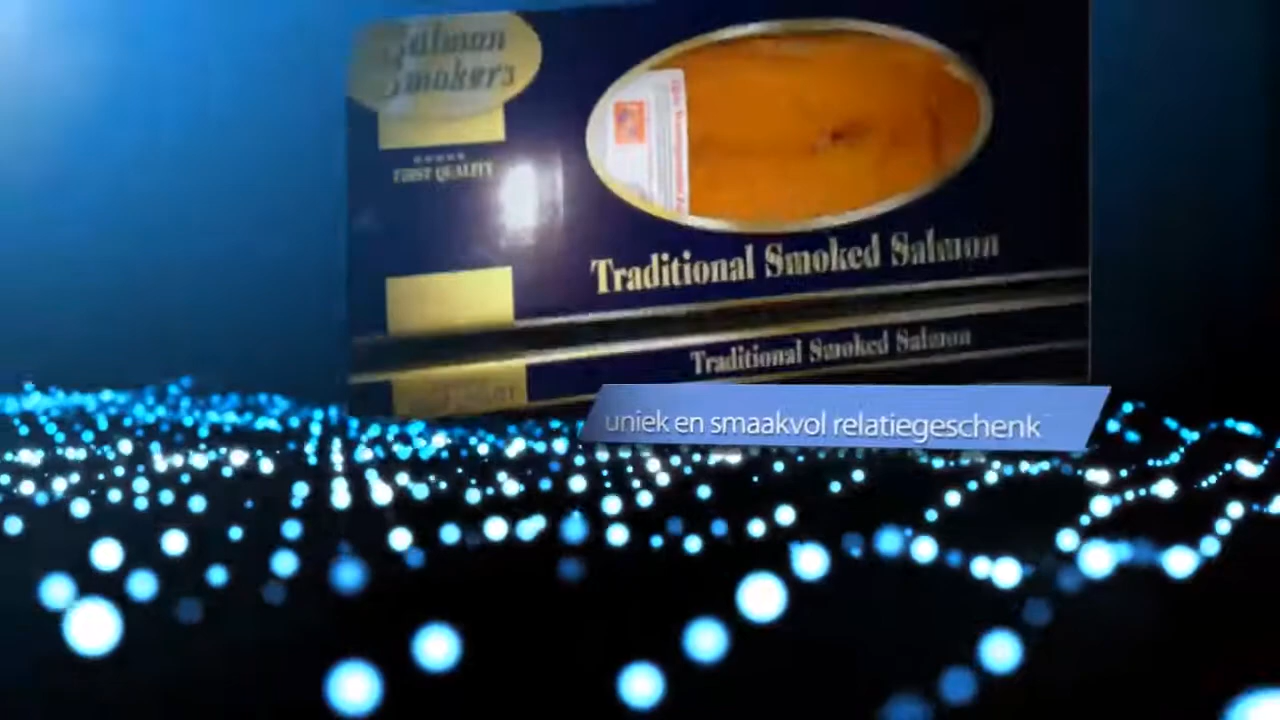 Salmon
Smokers
FIRST QUALITY
Traditional Smoked Salmon
Traditional Smoked Salmon
uniek en smaakvol relatiegeschenk